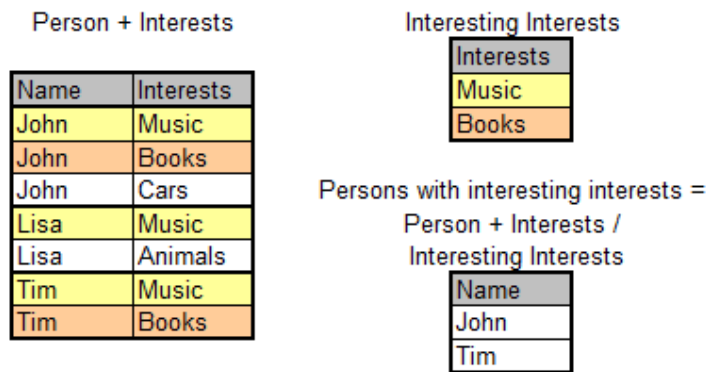 Person + Interests
Name Interests
John Music
John Books
John Cars
Lisa Music
Lisa Animals
Tim Music
Tim Books
Interesting Interests
Interests
Music
Books
Persons with interesting interests =
Person + Interests /
Interesting Interests
Name
John
Tim